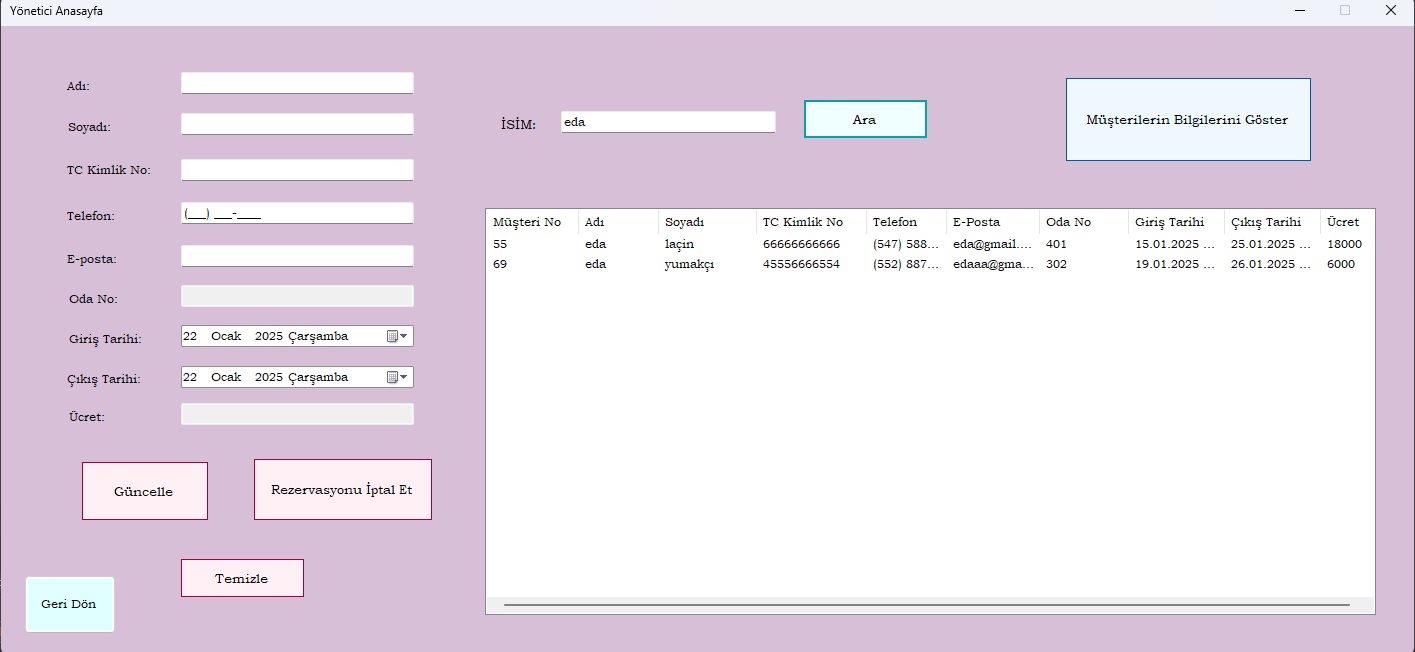 Yönetici Anasayfa
Adı:
Soyadı:
TC Kimlik No:
Telefon: (___) ___-____
E-posta:
Oda No:
Giriş Tarihi: 22 Ocak 2025 Çarşamba
Çıkış Tarihi: 22 Ocak 2025 Çarşamba
Ücret:
Güncelle
Rezervasyonu İptal Et
Temizle
Geri Dön
İSİM: eda
Ara
Müşterilerin Bilgilerini Göster
Müşteri No Adı Soyadı TC Kimlik No Telefon E-Posta Oda No Giriş Tarihi Çıkış Tarihi Ücret
55 eda laçin 66666666666 (547) 588... eda@gmail.... 401 15.01.2025 ... 25.01.2025 ... 18000
69 eda yumakçı 45556666554 (552) 887... edaaa@gma... 302 19.01.2025 ... 26.01.2025 ... 6000